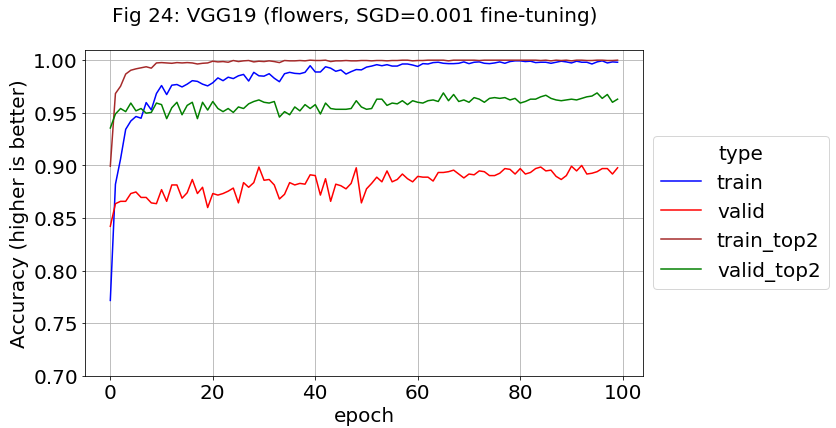 Fig 24: VGG19 (flowers, SGD=0.001 fine-tuning)
Accuracy (higher is better)
1.00
0.95
0.90
0.85
0.80
0.75
0.70
0
20
40
60
80
100
epoch
type
train
valid
train_top2
valid_top2